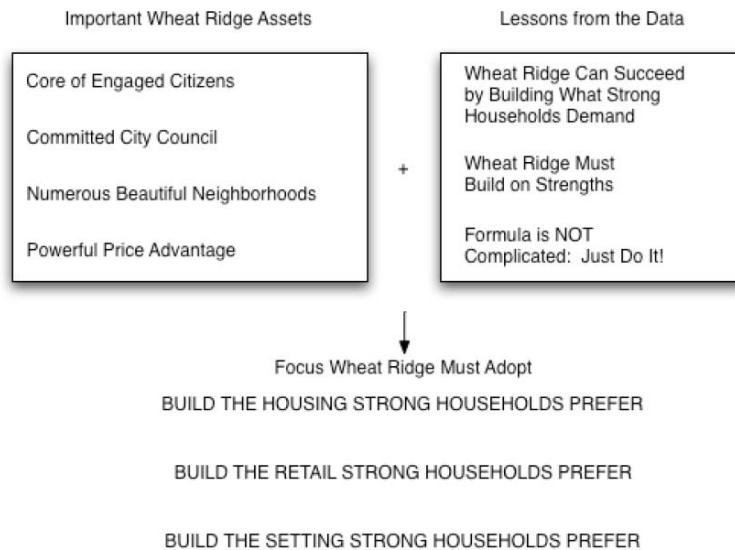 Important Wheat Ridge Assets
Core of Engaged Citizens
Committed City Council
Numerous Beautiful Neighborhoods
Powerful Price Advantage
+
Lessons from the Data
Wheat Ridge Can Succeed
by Building What Strong
Households Demand
Wheat Ridge Must
Build on Strengths
Formula is NOT
Complicated: Just Do It!
Focus Wheat Ridge Must Adopt
BUILD THE HOUSING STRONG HOUSEHOLDS PREFER
BUILD THE RETAIL STRONG HOUSEHOLDS PREFER
BUILD THE SETTING STRONG HOUSEHOLDS PREFER